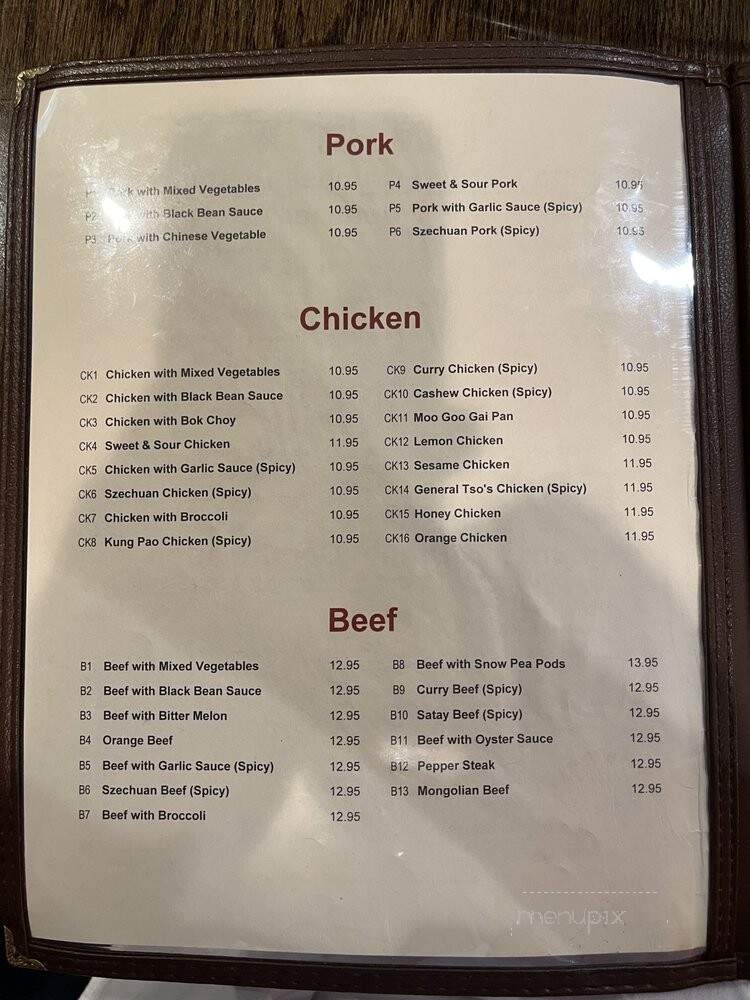 Pork
with Mixed Vegetables 10.95
P2 with Black Bean Sauce 10.95
P3 Pork with Chinese Vegetable 10.95
P4 Sweet & Sour Pork 10.95
P5 Pork with Garlic Sauce (Spicy) 10.95
P6 Szechuan Pork (Spicy) 10.95
Chicken
CK1 Chicken with Mixed Vegetables 10.95
CK2 Chicken with Black Bean Sauce 10.95
CK3 Chicken with Bok Choy 10.95
CK4 Sweet & Sour Chicken 11.95
CK5 Chicken with Garlic Sauce (Spicy) 10.95
CK6 Szechuan Chicken (Spicy) 10.95
CK7 Chicken with Broccoli 10.95
CK8 Kung Pao Chicken (Spicy) 10.95
CK9 Curry Chicken (Spicy) 10.95
CK10 Cashew Chicken (Spicy) 10.95
CK11 Moo Goo Gai Pan 10.95
CK12 Lemon Chicken 10.95
CK13 Sesame Chicken 11.95
CK14 General Tso's Chicken (Spicy) 11.95
CK15 Honey Chicken 11.95
CK16 Orange Chicken 11.95
Beef
B1 Beef with Mixed Vegetables 12.95
B2 Beef with Black Bean Sauce 12.95
B3 Beef with Bitter Melon 12.95
B4 Orange Beef 12.95
B5 Beef with Garlic Sauce (Spicy) 12.95
B6 Szechuan Beef (Spicy) 12.95
B7 Beef with Broccoli 12.95
B8 Beef with Snow Pea Pods 13.95
B9 Curry Beef (Spicy) 12.95
B10 Satay Beef (Spicy) 12.95
B11 Beef with Oyster Sauce 12.95
B12 Pepper Steak 12.95
B13 Mongolian Beef 12.95
menupix